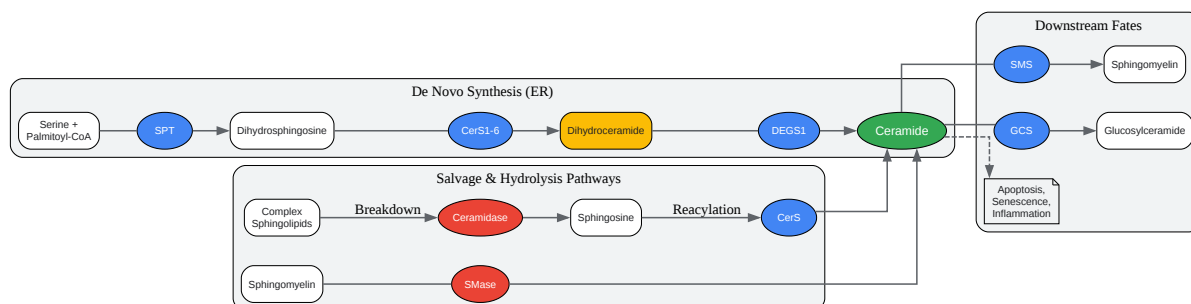 Downstream Fates
SMS
Sphingomyelin
De Novo Synthesis (ER)
Serine +
Palmitoyl-CoA
SPT
Dihydrosphingosine
CerS1-6
Dihydroceramide
DEGS1
Ceramide
GCS
Glucosylceramide
Apoptosis,
Senescence,
Inflammation
Salvage & Hydrolysis Pathways
Complex
Sphingolipids
Breakdown
Ceramidase
Sphingosine
Reacylation
CerS
Sphingomyelin
SMase